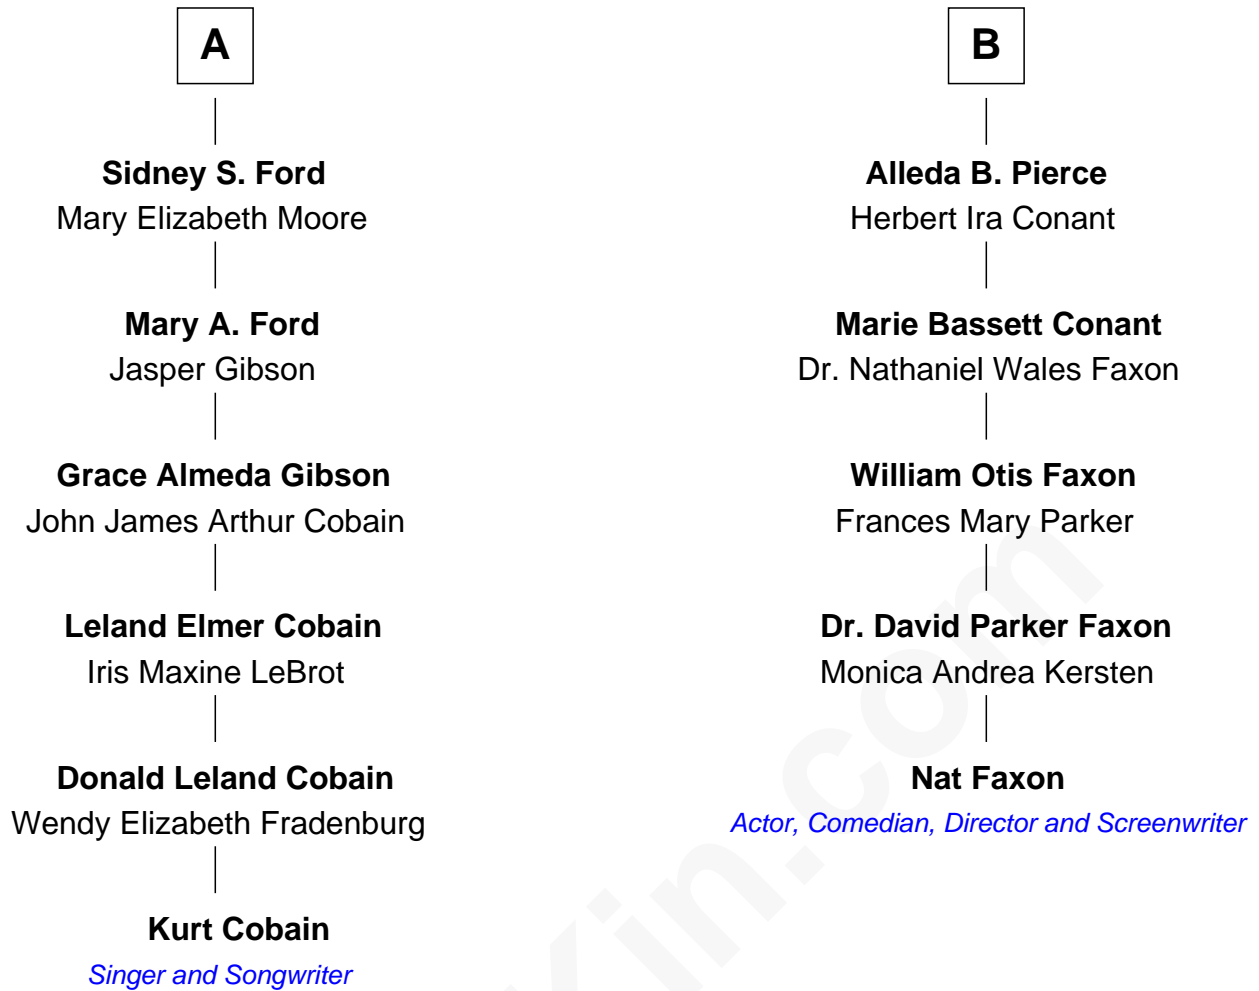 A
Sidney S. Ford
Mary Elizabeth Moore
Mary A. Ford
Jasper Gibson
Grace Almeda Gibson
John James Arthur Cobain
Leland Elmer Cobain
Iris Maxine LeBrot
Donald Leland Cobain
Wendy Elizabeth Fradenburg
Kurt Cobain
Singer and Songwriter
B
Alleda B. Pierce
Herbert Ira Conant
Marie Bassett Conant
Dr. Nathaniel Wales Faxon
William Otis Faxon
Frances Mary Parker
Dr. David Parker Faxon
Monica Andrea Kersten
Nat Faxon
Actor, Comedian, Director and Screenwriter
Kin.com